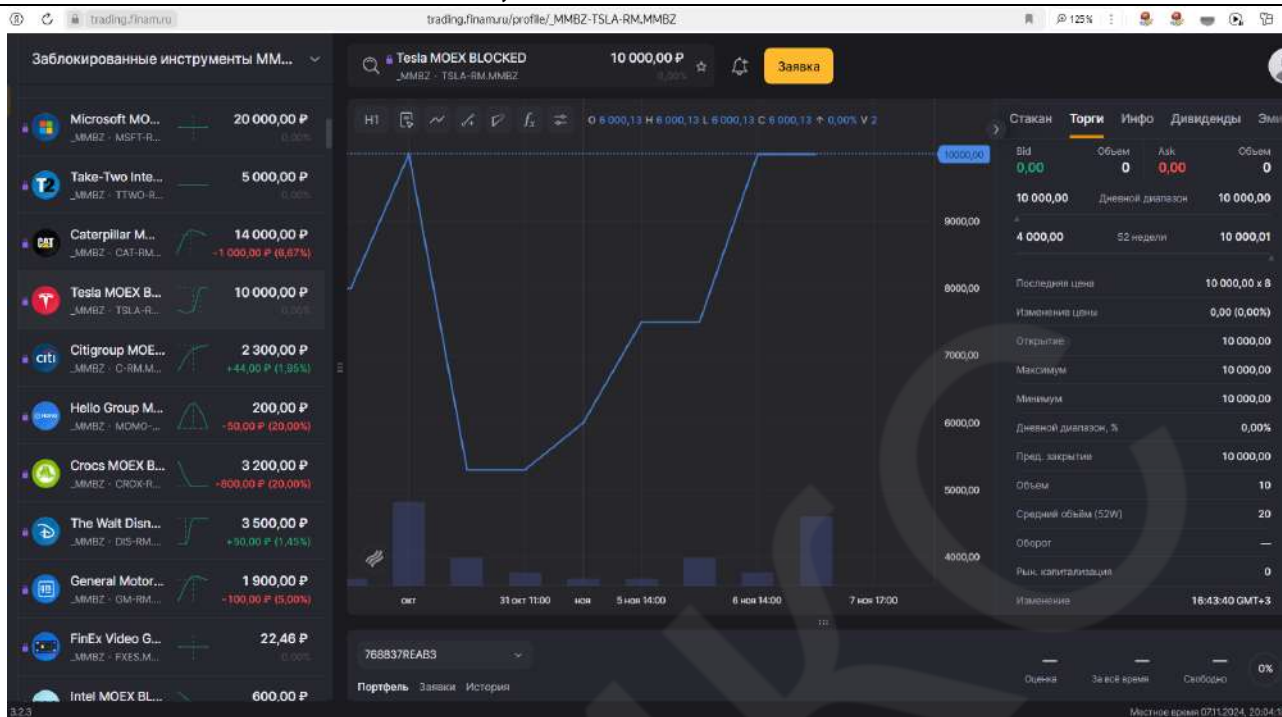 trading.finam.ru
trading.finam.ru/profile/_MMBZ-TSLA-RM.MMBZ
125%
Заблокированные инструменты ММ...
Microsoft MO...
20 000,00 ₽
_MMBZ · MSFT-R...
0,00%
Take-Two Inte...
5 000,00 ₽
_MMBZ · TTWO-R...
0,00%
Caterpillar M...
14 000,00 ₽
_MMBZ · CAT-RM...
-1 000,00 ₽ (6,67%)
Tesla MOEX B...
10 000,00 ₽
_MMBZ · TSLA-R...
0,00%
Citigroup MOE...
2 300,00 ₽
_MMBZ · C-RM.M...
+44,00 ₽ (1,95%)
Hello Group M...
200,00 ₽
_MMBZ · MOMO-...
-50,00 ₽ (20,00%)
Crocs MOEX B...
3 200,00 ₽
_MMBZ · CROX-R...
-800,00 ₽ (20,00%)
The Walt Disn...
3 500,00 ₽
_MMBZ · DIS-RM...
+50,00 ₽ (1,45%)
General Motor...
1 900,00 ₽
_MMBZ · GM-RM...
-100,00 ₽ (5,00%)
FinEx Video G...
22,46 ₽
_MMBZ · FXES.M...
0,00%
Intel MOEX BL...
600,00 ₽
3.2.3
Tesla MOEX BLOCKED
10 000,00 ₽
_MMBZ · TSLA-RM.MMBZ
0,00%
Заявка
H1
O 6 000,13 H 6 000,13 L 6 000,13 C 6 000,13 ↑ 0,00% V 2
10000,00
9000,00
8000,00
7000,00
6000,00
5000,00
4000,00
окт
31 окт 11:00
ноя
5 ноя 14:00
6 ноя 14:00
7 ноя 17:00
768837REAB3
Портфель Заявки История
Стакан Торги Инфо Дивиденды Эми
Bid Объем Ask Объем
0,00 0 0,00 0
10 000,00 Дневной диапазон 10 000,00
4 000,00 52 недели 10 000,01
Последняя цена 10 000,00 x 8
Изменение цены 0,00 (0,00%)
Открытие 10 000,00
Максимум 10 000,00
Минимум 10 000,00
Дневной диапазон, % 0,00%
Пред. закрытие 10 000,00
Объем 10
Средний объём (52W) 20
Оборот —
Рын. капитализация 0
Изменение 16:43:40 GMT+3
— — —
Оценка За всё время Свободно 0%
Местное время 07.11.2024, 20:04:1